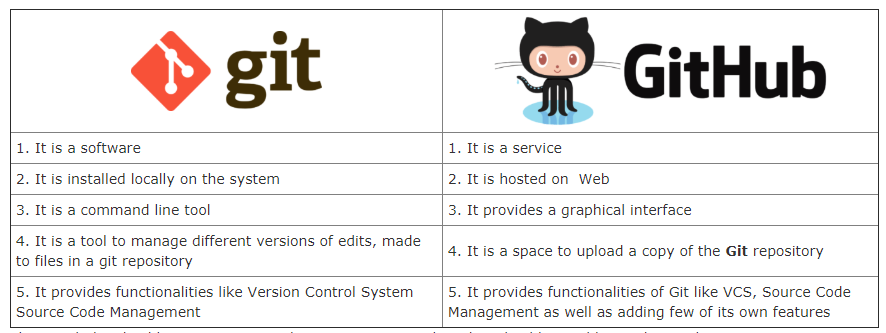 git
GitHub
1. It is a software
1. It is a service
2. It is installed locally on the system
2. It is hosted on  Web
3. It is a command line tool
3. It provides a graphical interface
4. It is a tool to manage different versions of edits, made
to files in a git repository
4. It is a space to upload a copy of the Git repository
5. It provides functionalities like Version Control System
Source Code Management
5. It provides functionalities of Git like VCS, Source Code
Management as well as adding few of its own features